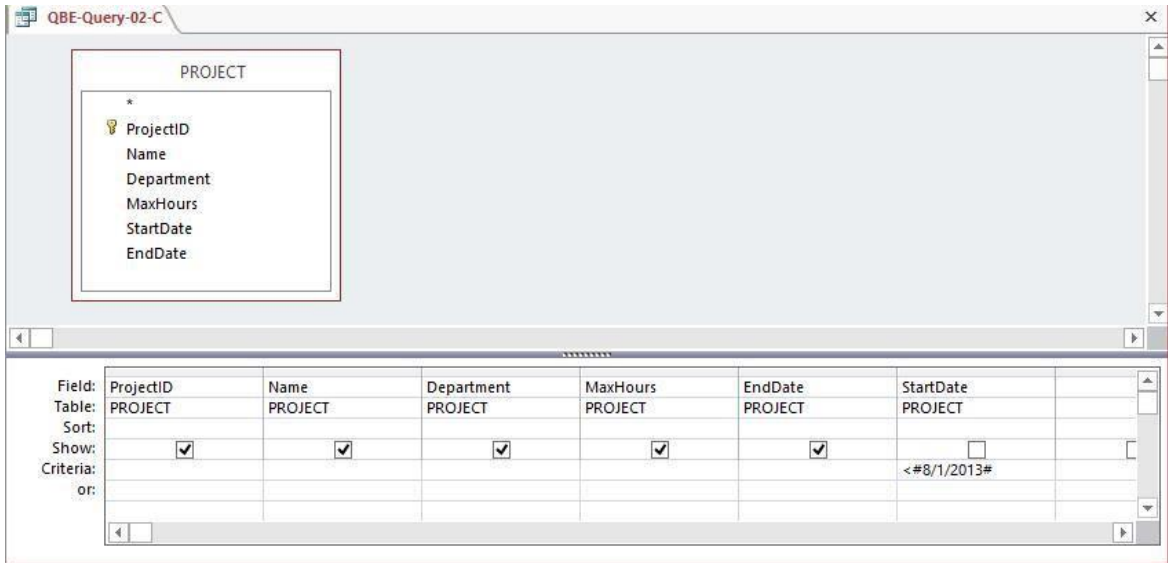 QBE-Query-02-C
PROJECT
*
ProjectID
Name
Department
MaxHours
StartDate
EndDate
Field: ProjectID Name Department MaxHours EndDate StartDate
Table: PROJECT PROJECT PROJECT PROJECT PROJECT PROJECT
Sort:
Show:
Criteria: <#8/1/2013#
or: